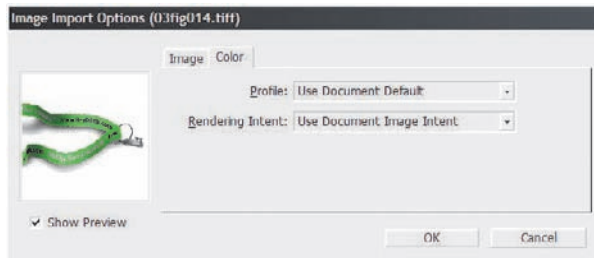 Image Import Options (03fig014.tiff)
Image Color
Profile: Use Document Default
Rendering Intent: Use Document Image Intent
Show Preview
OK Cancel